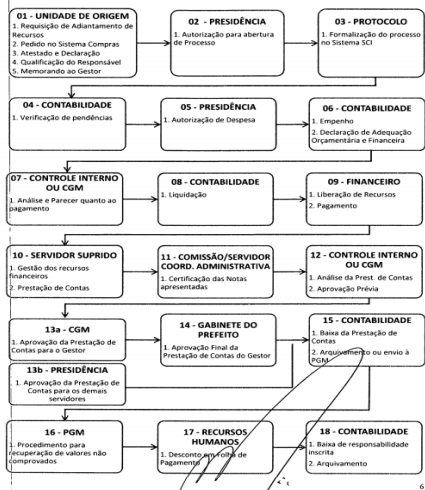 01 - UNIDADE DE ORIGEM
1. Requisição de Adiantamento de
Recursos
2. Pedido no Sistema Compras
3. Atestado e Declaração
4. Qualificação do Responsável
5. Memorando ao Gestor
02 - PRESIDÊNCIA
1. Autorização para abertura
de Processo
03 - PROTOCOLO
1. Formalização do processo
no Sistema SCI
04 - CONTABILIDADE
1. Verificação de pendências
05 - PRESIDÊNCIA
1. Autorização de Despesa
06 - CONTABILIDADE
1. Empenho
2. Declaração de Adequação
Orçamentária e Financeira
07 - CONTROLE INTERNO
OU CGM
1. Análise e Parecer quanto ao
pagamento
08 - CONTABILIDADE
1. Liquidação
09 - FINANCEIRO
1. Liberação de Recursos
2. Pagamento
10 - SERVIDOR SUPRIDO
1. Gestão dos recursos
financeiros
2. Prestação de Contas
11 - COMISSÃO/SERVIDOR
COORD. ADMINISTRATIVA
1. Certificação das Notas
apresentadas
12 - CONTROLE INTERNO
OU CGM
1. Análise da Prest. de Contas
2. Aprovação Prévia
13a - CGM
1. Aprovação da Prestação de
Contas para o Gestor
14 - GABINETE DO
PREFEITO
1. Aprovação Final da
Prestação de Contas do Gestor
15 - CONTABILIDADE
1. Baixa da Prestação de
Contas
2. Arquivamento ou envio à
PGM
13b - PRESIDÊNCIA
1. Aprovação da Prestação de
Contas para os demais
servidores
16 - PGM
1. Procedimento para
recuperação de valores não
comprovados
17 - RECURSOS
HUMANOS
1. Desconto em Folha de
Pagamento
18 - CONTABILIDADE
1. Baixa de responsabilidade
inscrita
2. Arquivamento
6